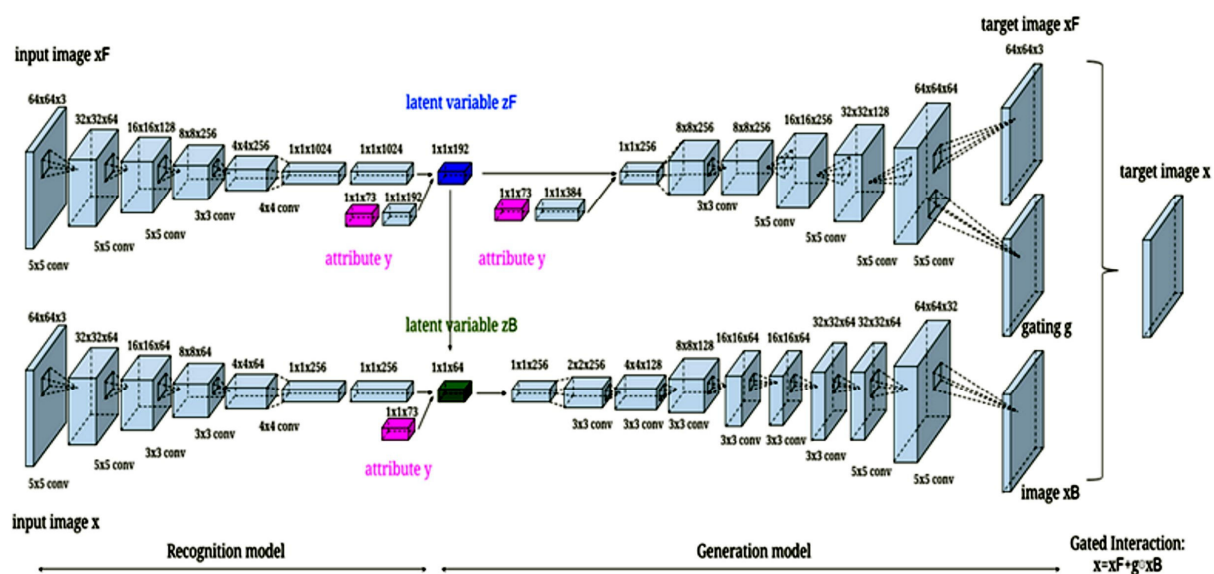 target image xF
input image xF
64x64x3
64x64x3
32x32x64
16x16x128
8x8x256
4x4x256
1x1x1024
1x1x1024
latent variable zF
1x1x192
1x1x256
8x8x256
8x8x256
16x16x256
32x32x128
64x64x64
target image x
1x1x73
1x1x192
1x1x73
1x1x384
3x3 conv
4x4 conv
3x3 conv
5x5 conv
5x5 conv
5x5 conv
5x5 conv
5x5 conv
5x5 conv
5x5 conv
attribute y
attribute y
64x64x3
32x32x64
16x16x64
8x8x64
4x4x64
1x1x256
1x1x256
latent variable zB
1x1x64
1x1x256
2x2x256
4x4x128
8x8x128
16x16x64
16x16x64
32x32x64
32x32x64
64x64x32
gating g
1x1x73
attribute y
5x5 conv
5x5 conv
3x3 conv
3x3 conv
4x4 conv
3x3 conv
3x3 conv
3x3 conv
3x3 conv
3x3 conv
3x3 conv
5x5 conv
5x5 conv
image xB
input image x
Recognition model
Generation model
Gated Interaction:
x=xF+g⊙xB